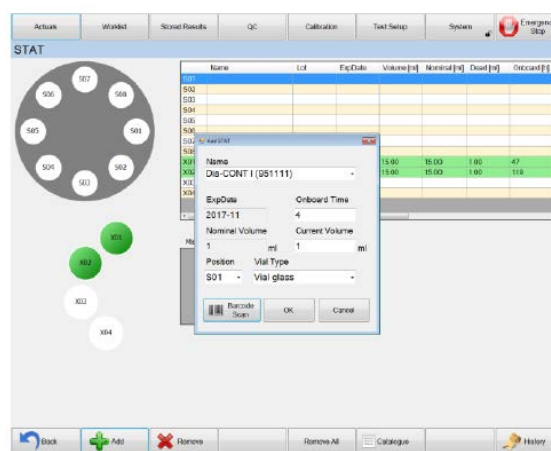 Actuals Worklist Stored Results QC Calibration Test Setup System Emergency Stop
STAT
Name Lot ExpDate Volume [ml] Nominal [ml] Dead [ml] Onboard [h]
S01
S02
S03
S04
S05
S06
S07
S08
X01 15.00 15.00 1.00 47
X02 15.00 15.00 1.00 119
X03
X04
S07
S06 S08
S05 S01
S04 S02
S03
X01
X02
X03
X04
Name
Dia-CONT I (951111)
ExpDate Onboard Time
2017-11 4
Nominal Volume Current Volume
1 ml 1 ml
Position Vial Type
S01 Vial glass
Barcode Scan OK Cancel
Back Add Remove Remove All Catalogue History